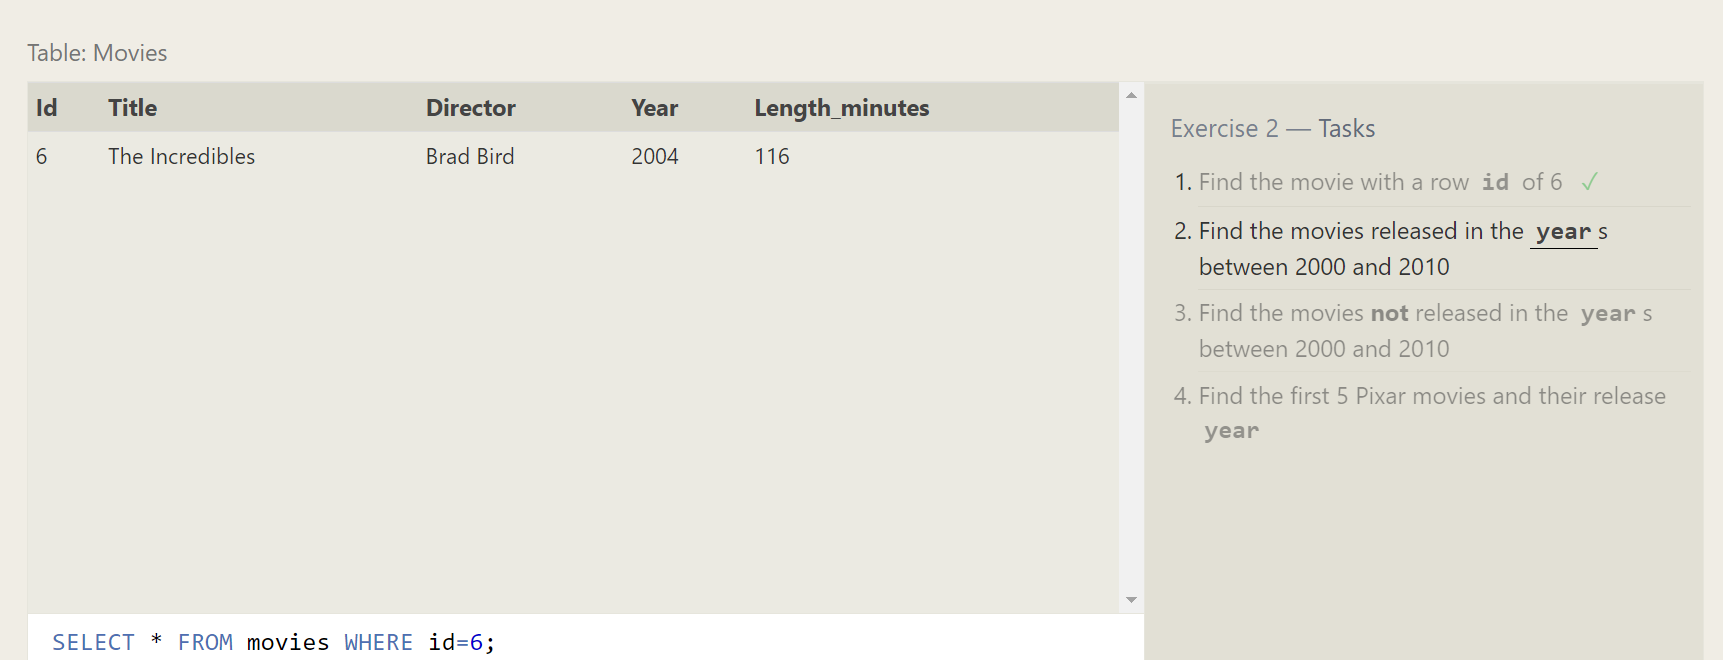 Table: Movies
Id Title Director Year Length_minutes
6 The Incredibles Brad Bird 2004 116
SELECT * FROM movies WHERE id=6;
Exercise 2 — Tasks
1. Find the movie with a row id of 6 ✓
2. Find the movies released in the year s
between 2000 and 2010
3. Find the movies not released in the year s
between 2000 and 2010
4. Find the first 5 Pixar movies and their release
year